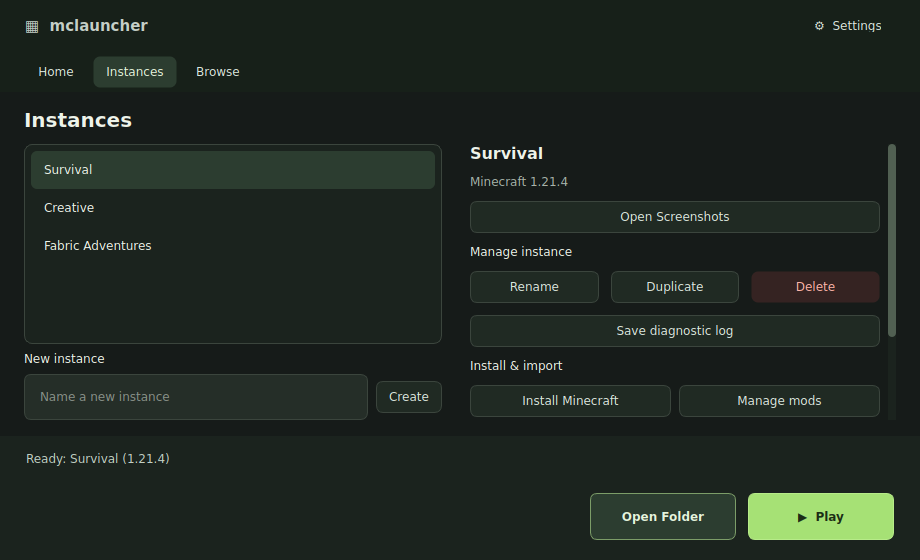 mclauncher
Settings
Home Instances Browse
Instances
Survival
Creative
Fabric Adventures
New instance
Name a new instance
Create
Survival
Minecraft 1.21.4
Open Screenshots
Manage instance
Rename Duplicate Delete
Save diagnostic log
Install & import
Install Minecraft Manage mods
Ready: Survival (1.21.4)
Open Folder
▶ Play